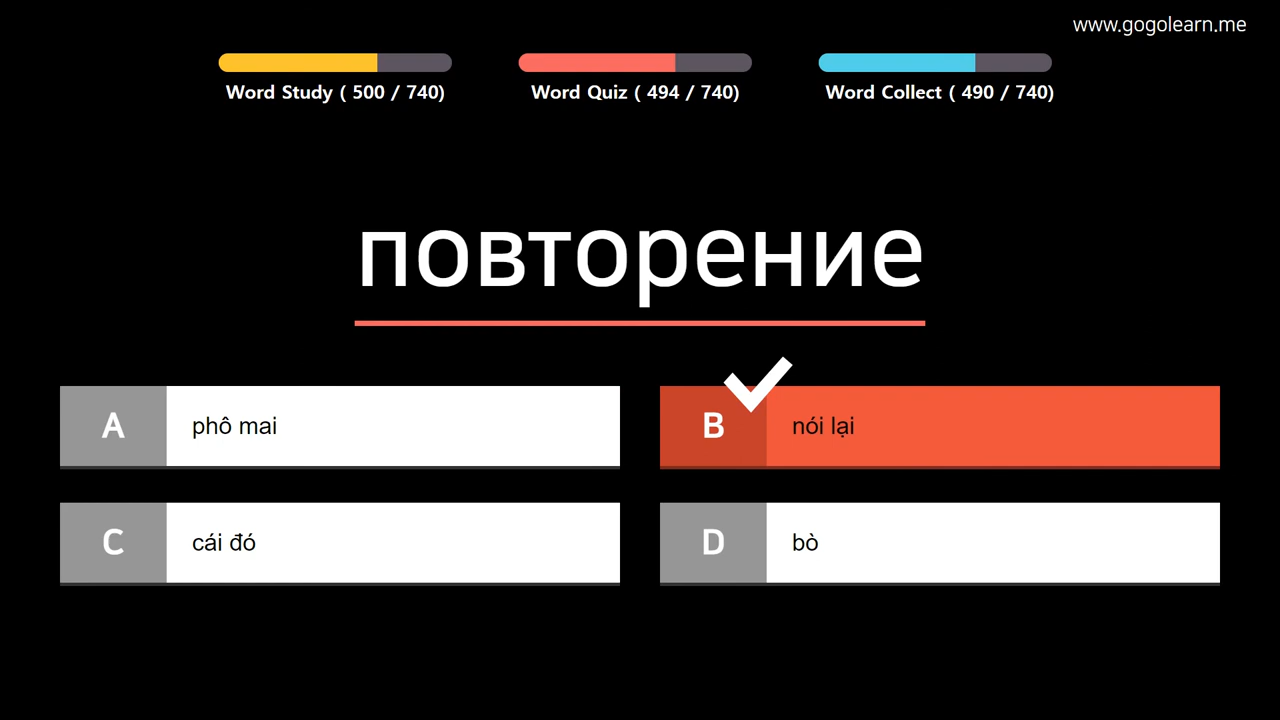 www.gogolearn.me
Word Study ( 500 / 740)
Word Quiz ( 494 / 740)
Word Collect ( 490 / 740)
повторение
A phô mai
B nói lại
C cái đó
D bò